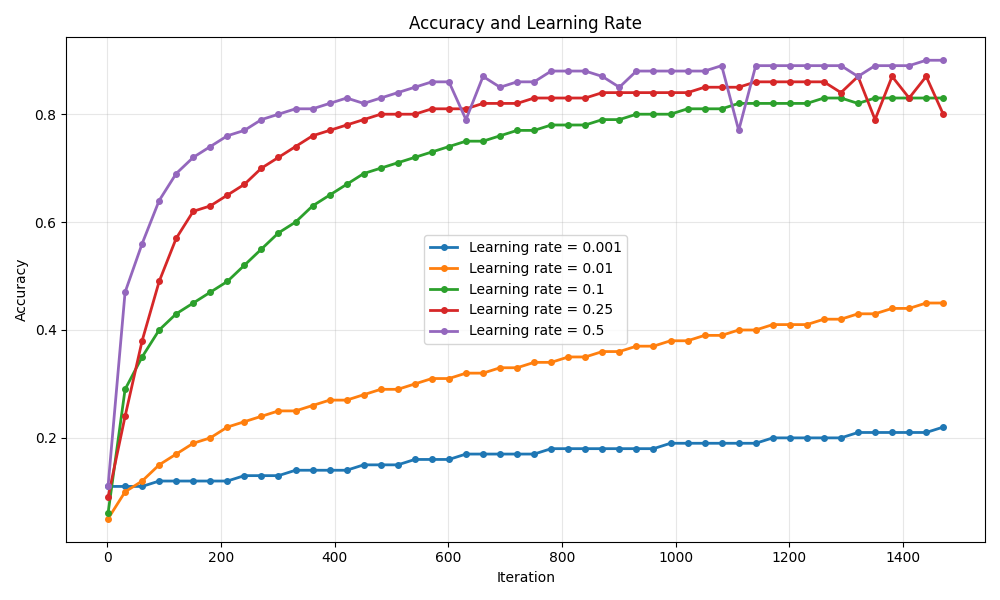 Accuracy and Learning Rate
Accuracy
0.8
0.6
0.4
0.2
Learning rate = 0.001
Learning rate = 0.01
Learning rate = 0.1
Learning rate = 0.25
Learning rate = 0.5
0 200 400 600 800 1000 1200 1400
Iteration